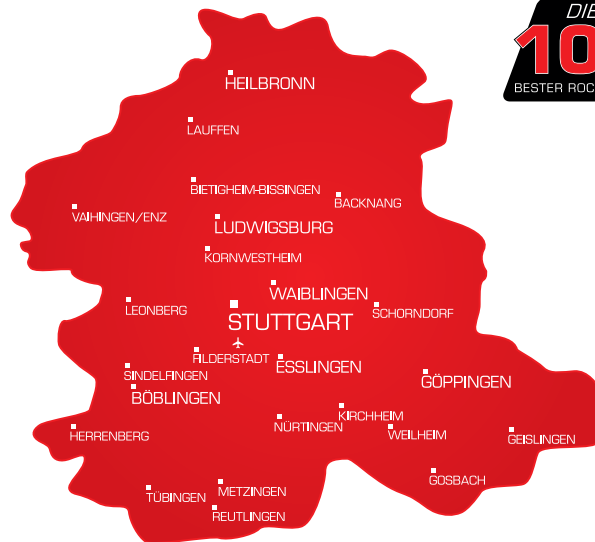 DIE
10
BESTER ROC
HEILBRONN
LAUFFEN
BIETIGHEIM-BISSINGEN
BACKNANG
VAIHINGEN/ENZ
LUDWIGSBURG
KORNWESTHEIM
WAIBLINGEN
LEONBERG
SCHORNDORF
STUTTGART
FILDERSTADT
ESSLINGEN
SINDELFINGEN
GÖPPINGEN
BÖBLINGEN
KIRCHHEIM
NÜRTINGEN
HERRENBERG
WEILHEIM
GEISLINGEN
GOSBACH
METZINGEN
TÜBINGEN
REUTLINGEN